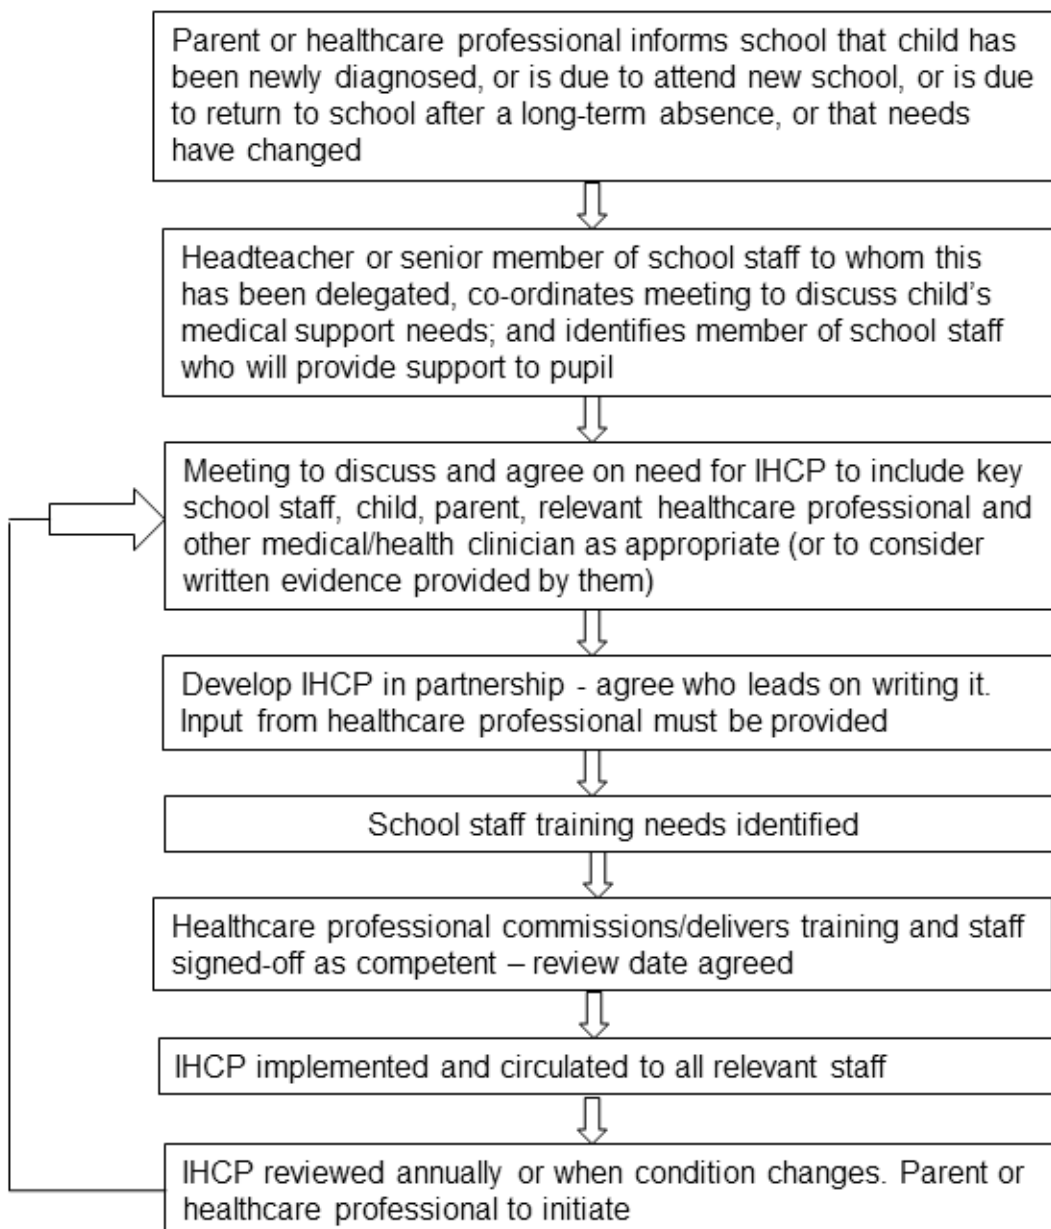 Parent or healthcare professional informs school that child has
been newly diagnosed, or is due to attend new school, or is due
to return to school after a long-term absence, or that needs
have changed
Headteacher or senior member of school staff to whom this
has been delegated, co-ordinates meeting to discuss child’s
medical support needs; and identifies member of school staff
who will provide support to pupil
Meeting to discuss and agree on need for IHCP to include key
school staff, child, parent, relevant healthcare professional and
other medical/health clinician as appropriate (or to consider
written evidence provided by them)
Develop IHCP in partnership - agree who leads on writing it.
Input from healthcare professional must be provided
School staff training needs identified
Healthcare professional commissions/delivers training and staff
signed-off as competent – review date agreed
IHCP implemented and circulated to all relevant staff
IHCP reviewed annually or when condition changes. Parent or
healthcare professional to initiate